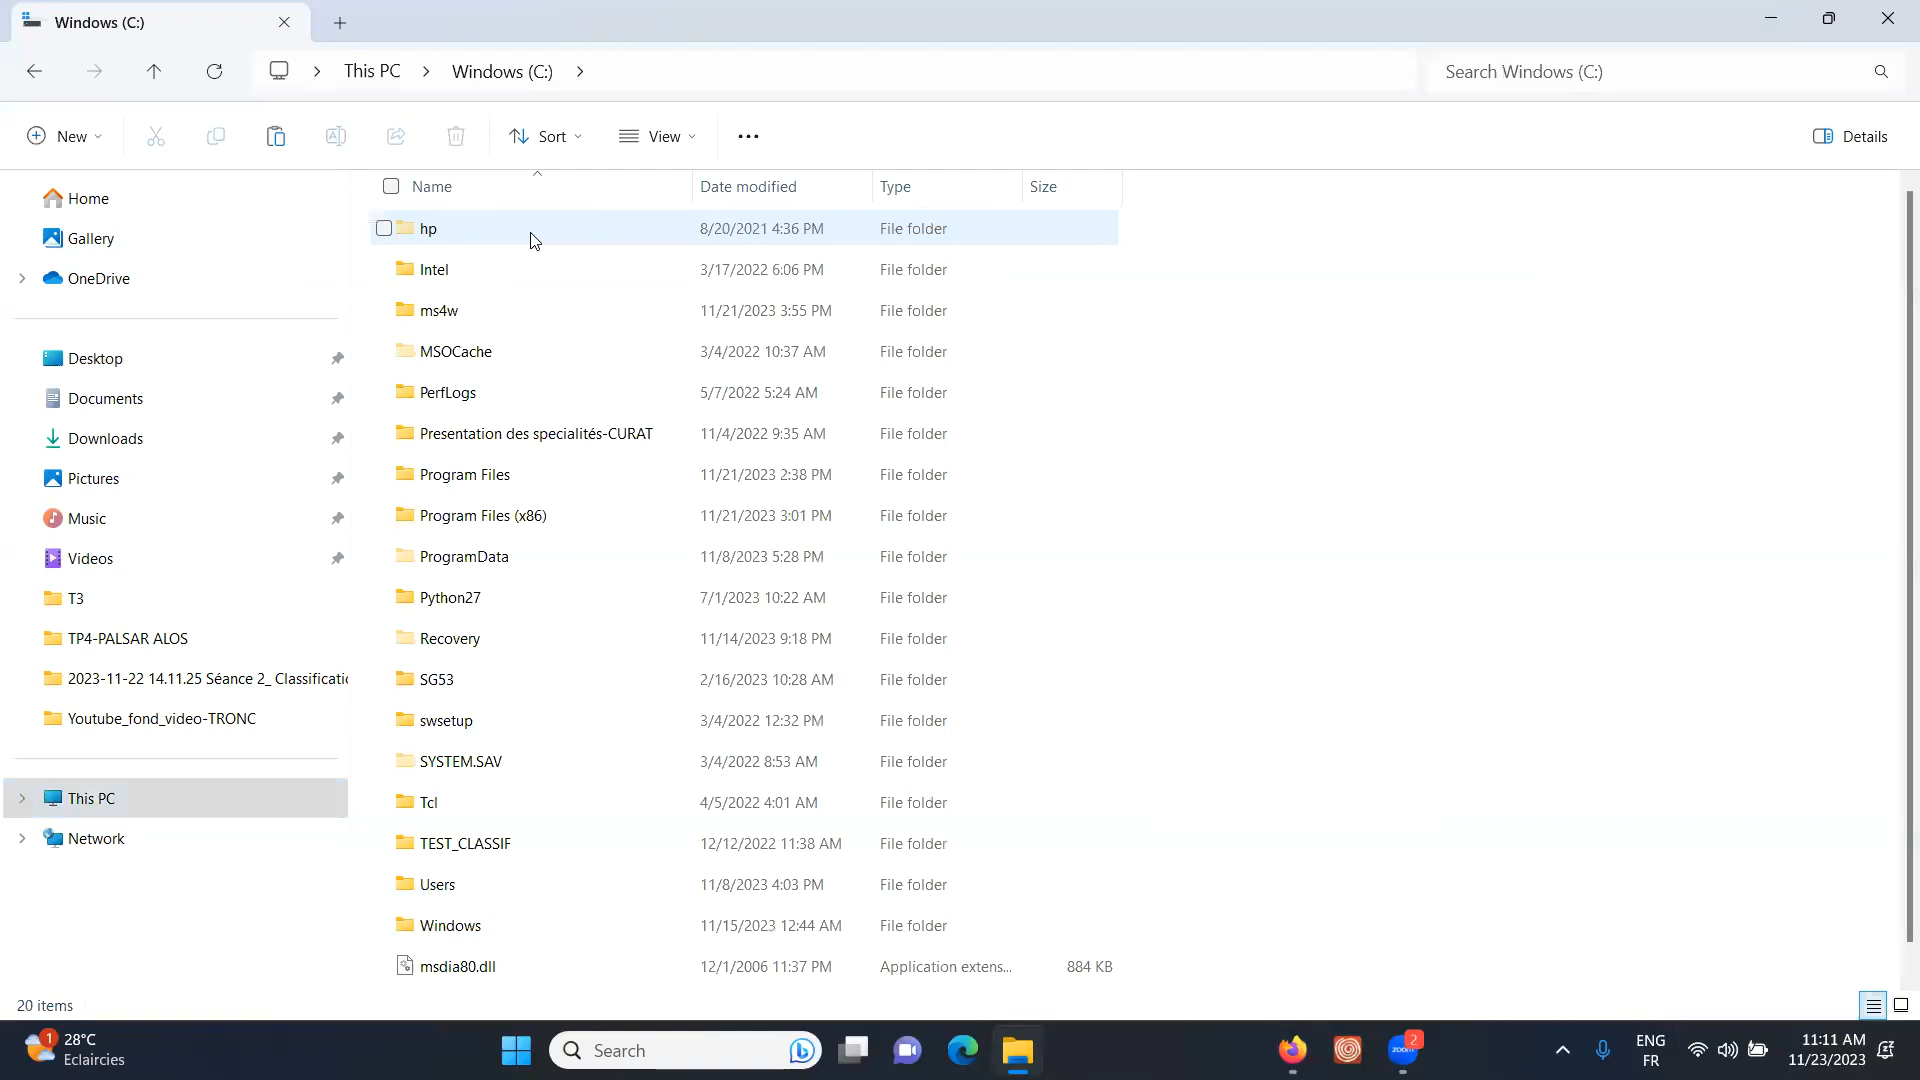 Windows (C:)
This PC > Windows (C:) >
Search Windows (C:)
New
Sort
View
Details
Name Date modified Type Size
Home
Gallery
OneDrive
Desktop
Documents
Downloads
Pictures
Music
Videos
T3
TP4-PALSAR ALOS
2023-11-22 14.11.25 Séance 2_ Classificatic
Youtube_fond_video-TRONC
This PC
Network
hp 8/20/2021 4:36 PM File folder
Intel 3/17/2022 6:06 PM File folder
ms4w 11/21/2023 3:55 PM File folder
MSOCache 3/4/2022 10:37 AM File folder
PerfLogs 5/7/2022 5:24 AM File folder
Presentation des specialités-CURAT 11/4/2022 9:35 AM File folder
Program Files 11/21/2023 2:38 PM File folder
Program Files (x86) 11/21/2023 3:01 PM File folder
ProgramData 11/8/2023 5:28 PM File folder
Python27 7/1/2023 10:22 AM File folder
Recovery 11/14/2023 9:18 PM File folder
SG53 2/16/2023 10:28 AM File folder
swsetup 3/4/2022 12:32 PM File folder
SYSTEM.SAV 3/4/2022 8:53 AM File folder
Tcl 4/5/2022 4:01 AM File folder
TEST_CLASSIF 12/12/2022 11:38 AM File folder
Users 11/8/2023 4:03 PM File folder
Windows 11/15/2023 12:44 AM File folder
msdia80.dll 12/1/2006 11:37 PM Application extens... 884 KB
20 items
1
28°C
Eclaircies
Search
zoom
2
ENG
FR
11:11 AM
11/23/2023